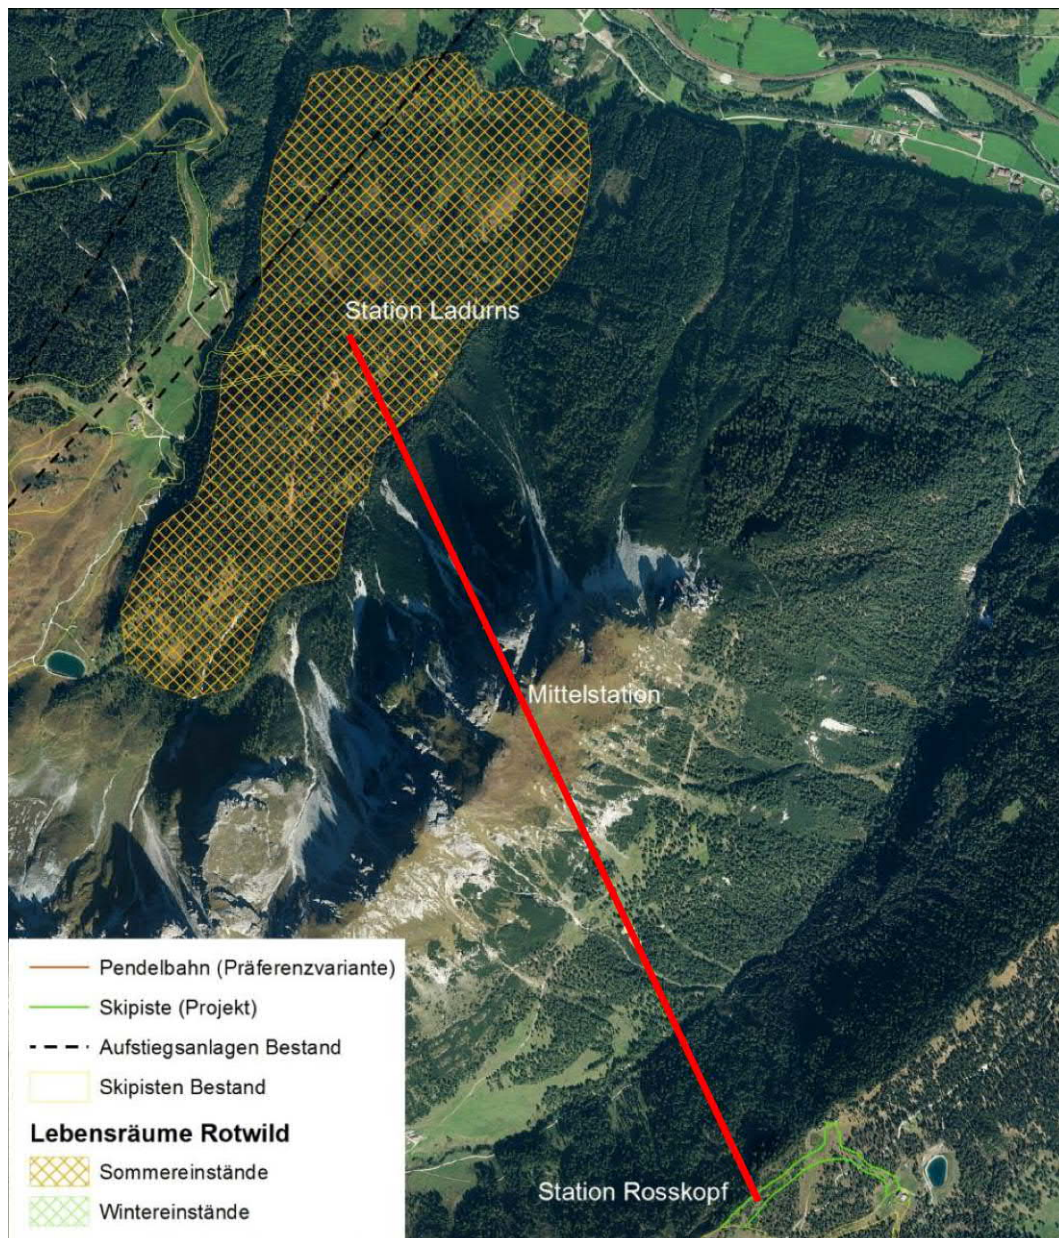 Station Ladurns
Mittelstation
Station Rosskopf
Pendelbahn (Präferenzvariante)
Skipiste (Projekt)
Aufstiegsanlagen Bestand
Skipisten Bestand
Lebensräume Rotwild
Sommereinstände
Wintereinstände